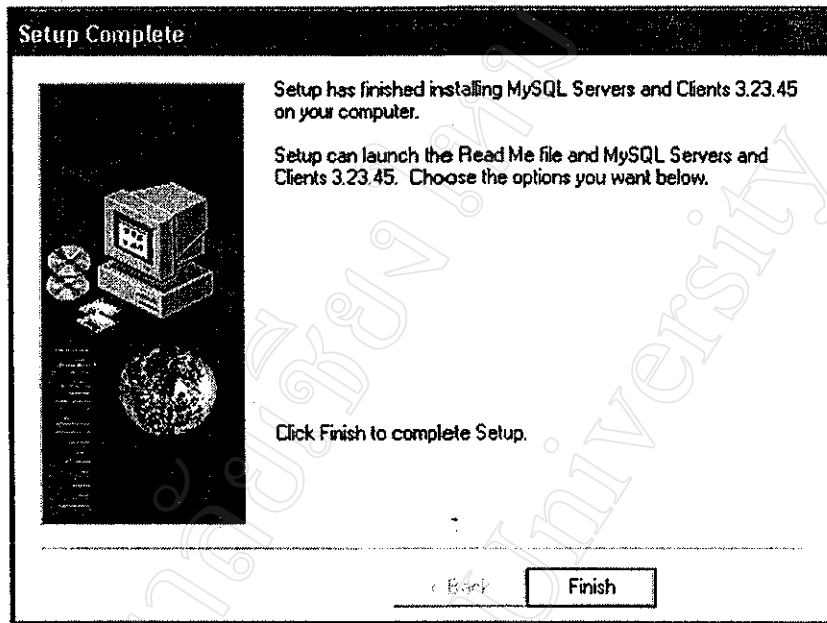 Setup Complete
Setup has finished installing MySQL Servers and Clients 3.23.45
on your computer.
Setup can launch the Read Me file and MySQL Servers and
Clients 3.23.45. Choose the options you want below.
Click Finish to complete Setup.
< Back
Finish
University